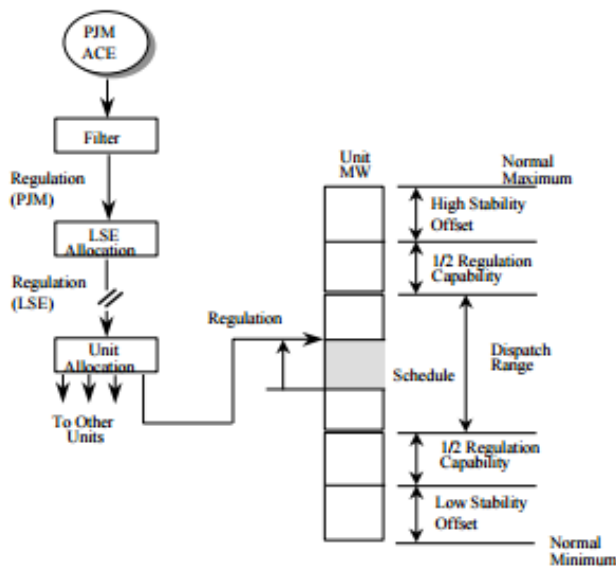 PJM
ACE
Filter
Regulation
(PJM)
LSE
Allocation
Regulation
(LSE)
Unit
Allocation
To Other
Units
Regulation
Unit
MW
Normal
Maximum
High Stability
Offset
1/2 Regulation
Capability
Schedule
Dispatch
Range
1/2 Regulation
Capability
Low Stability
Offset
Normal
Minimum